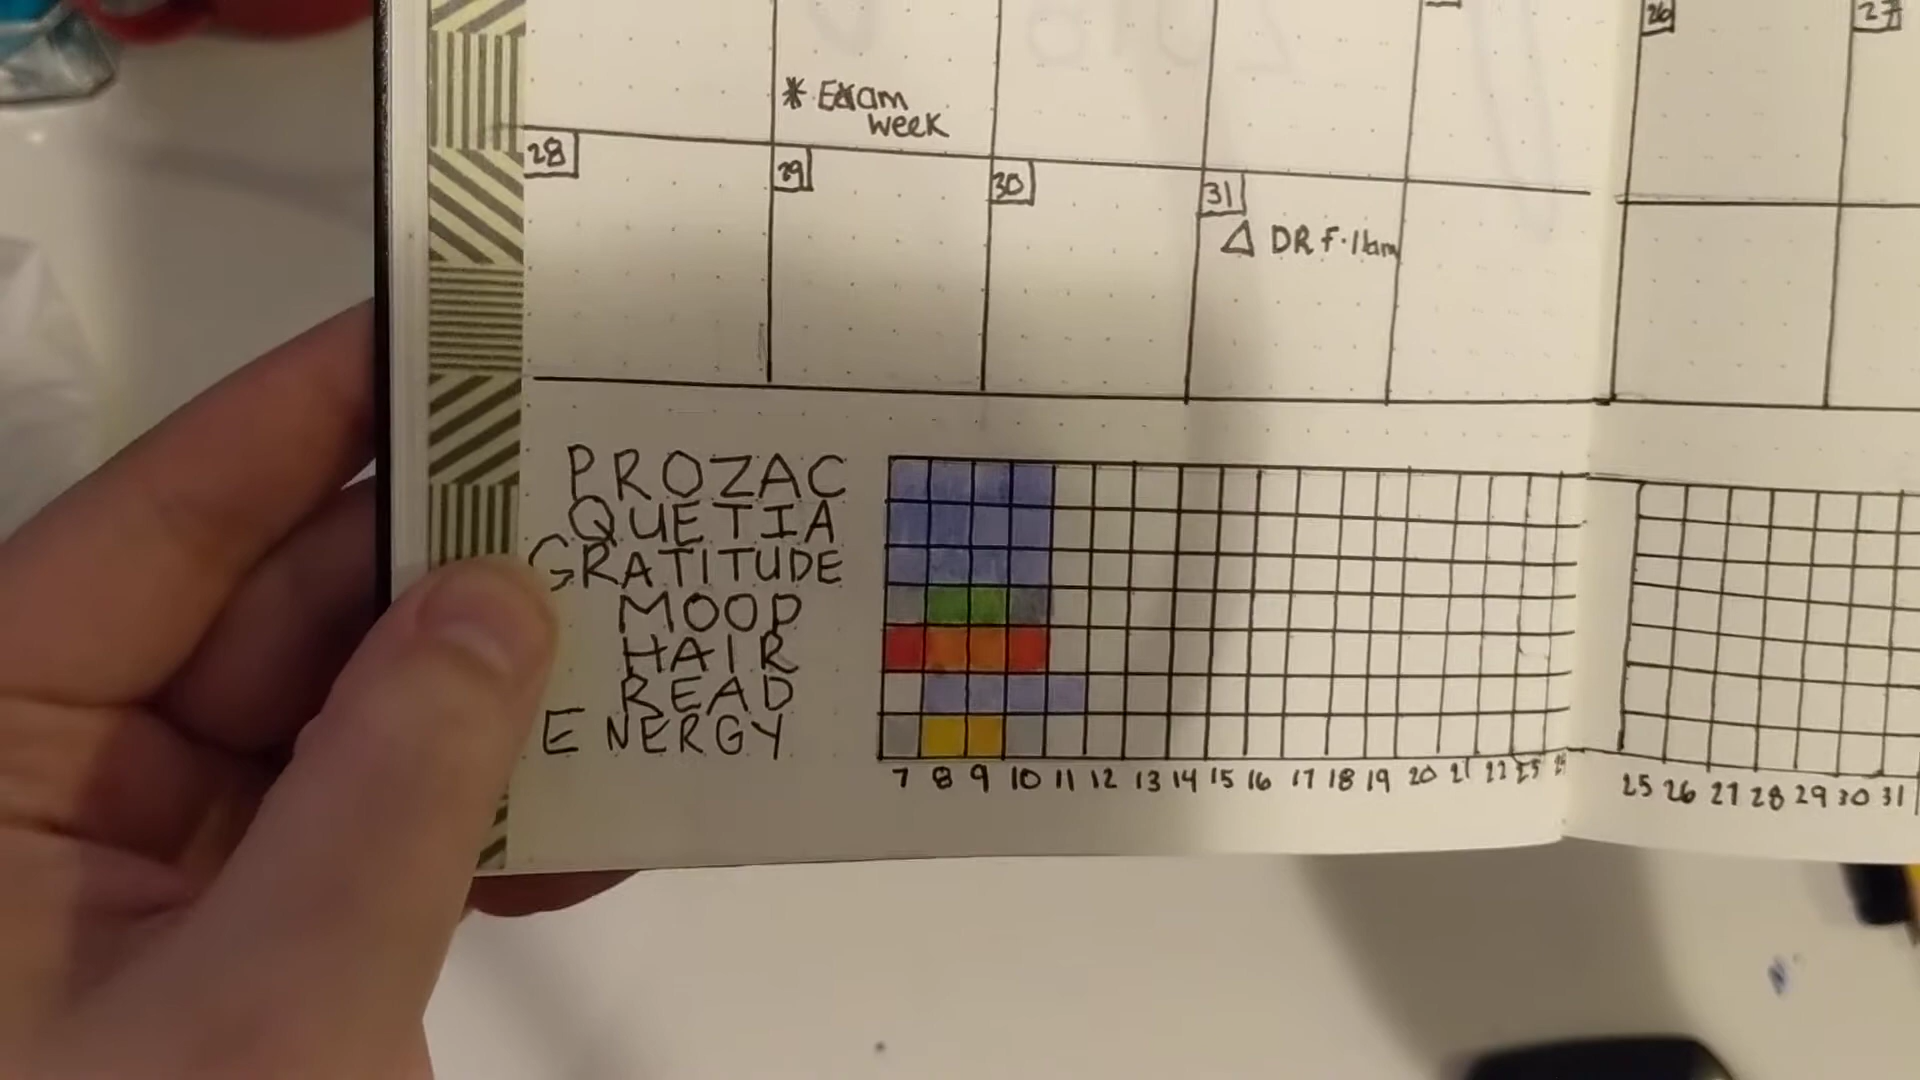 26 27
* Exam
week
28 29 30 31
△ DR F. 11am
PROZAC
QUETIA
GRATITUDE
MOOD
HAIR
READ
ENERGY
7 8 9 10 11 12 13 14 15 16 17 18 19 20 21 22 23 24 25 26 27 28 29 30 31